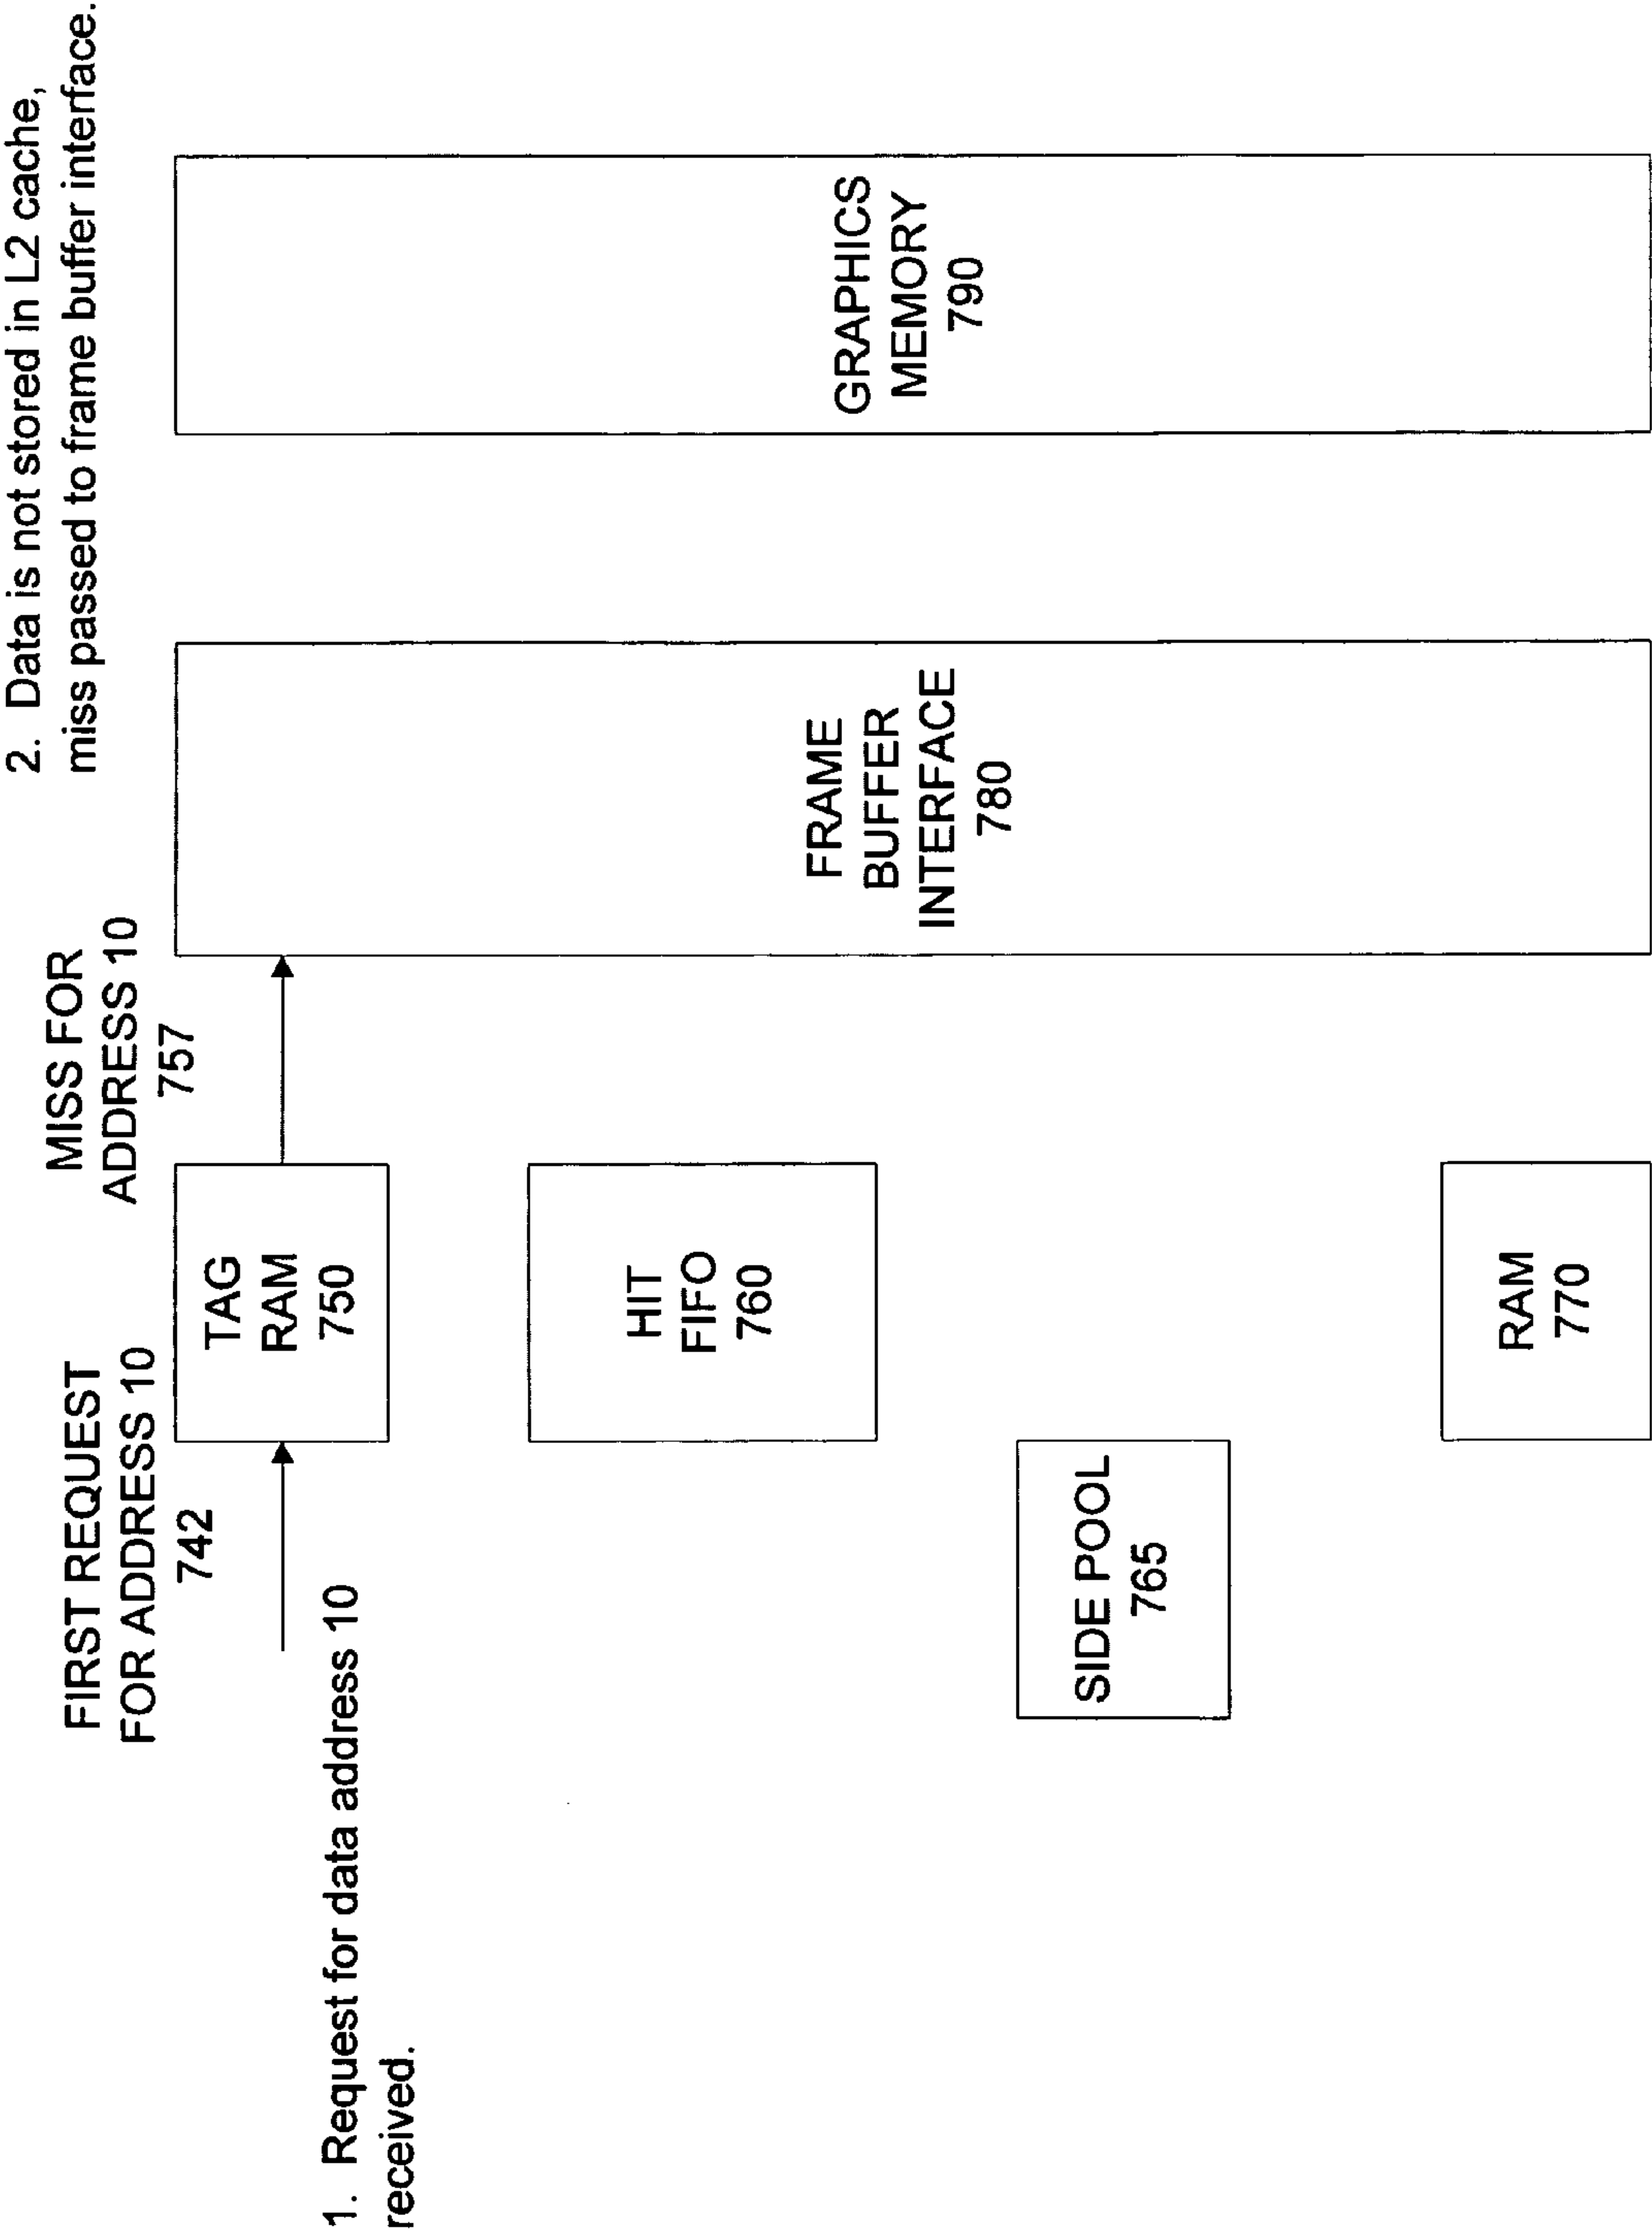 FIRST REQUEST
FOR ADDRESS 10
742
MISS FOR
ADDRESS 10
757
2. Data is not stored in L2 cache,
miss passed to frame buffer interface.
1. Request for data address 10
received.
TAG
RAM
750
HIT
FIFO
760
SIDE POOL
765
RAM
770
FRAME
BUFFER
INTERFACE
780
GRAPHICS
MEMORY
790